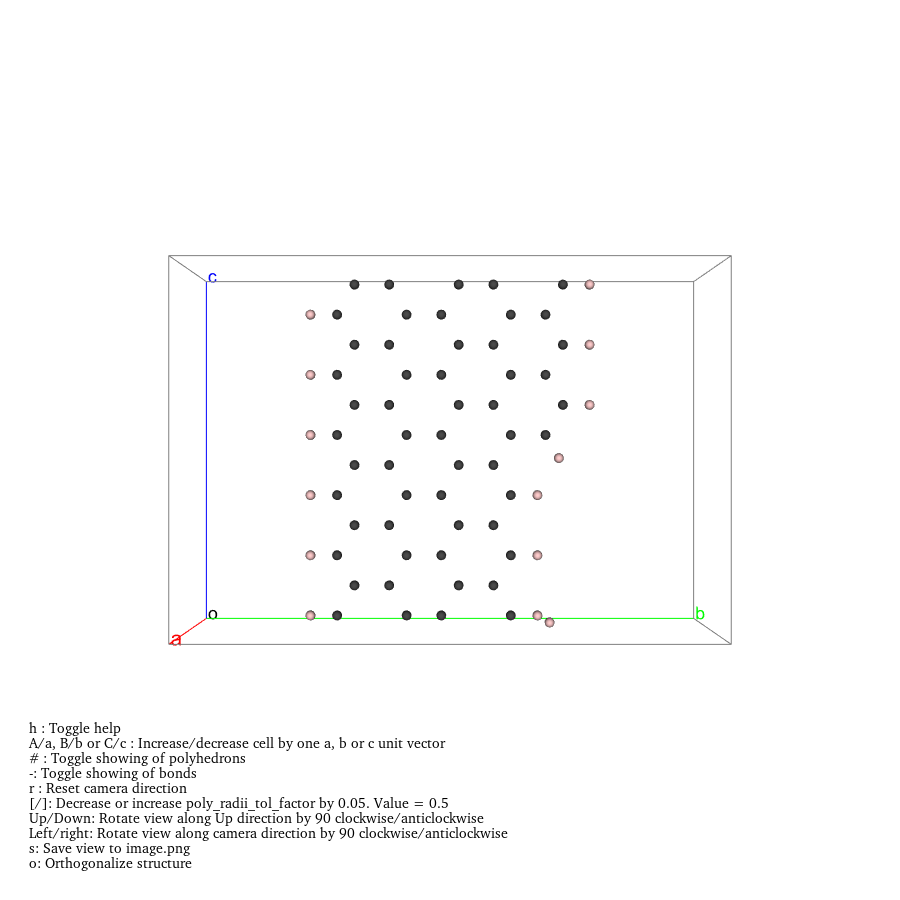 c
o
b
a
h : Toggle help
A/a, B/b or C/c : Increase/decrease cell by one a, b or c unit vector
# : Toggle showing of polyhedrons
-: Toggle showing of bonds
r : Reset camera direction
[/]: Decrease or increase poly_radii_tol_factor by 0.05. Value = 0.5
Up/Down: Rotate view along Up direction by 90 clockwise/anticlockwise
Left/right: Rotate view along camera direction by 90 clockwise/anticlockwise
s: Save view to image.png
o: Orthogonalize structure